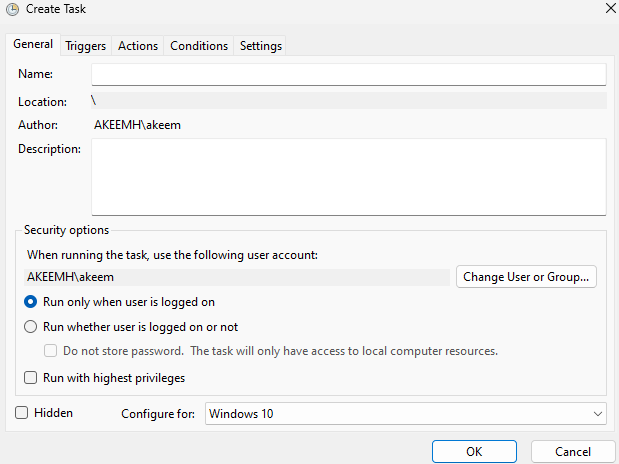 Create Task
General Triggers Actions Conditions Settings
Name:
Location: \
Author: AKEEMH\akeem
Description:
Security options
When running the task, use the following user account:
AKEEMH\akeem Change User or Group...
Run only when user is logged on
Run whether user is logged on or not
Do not store password. The task will only have access to local computer resources.
Run with highest privileges
Hidden Configure for: Windows 10
OK Cancel